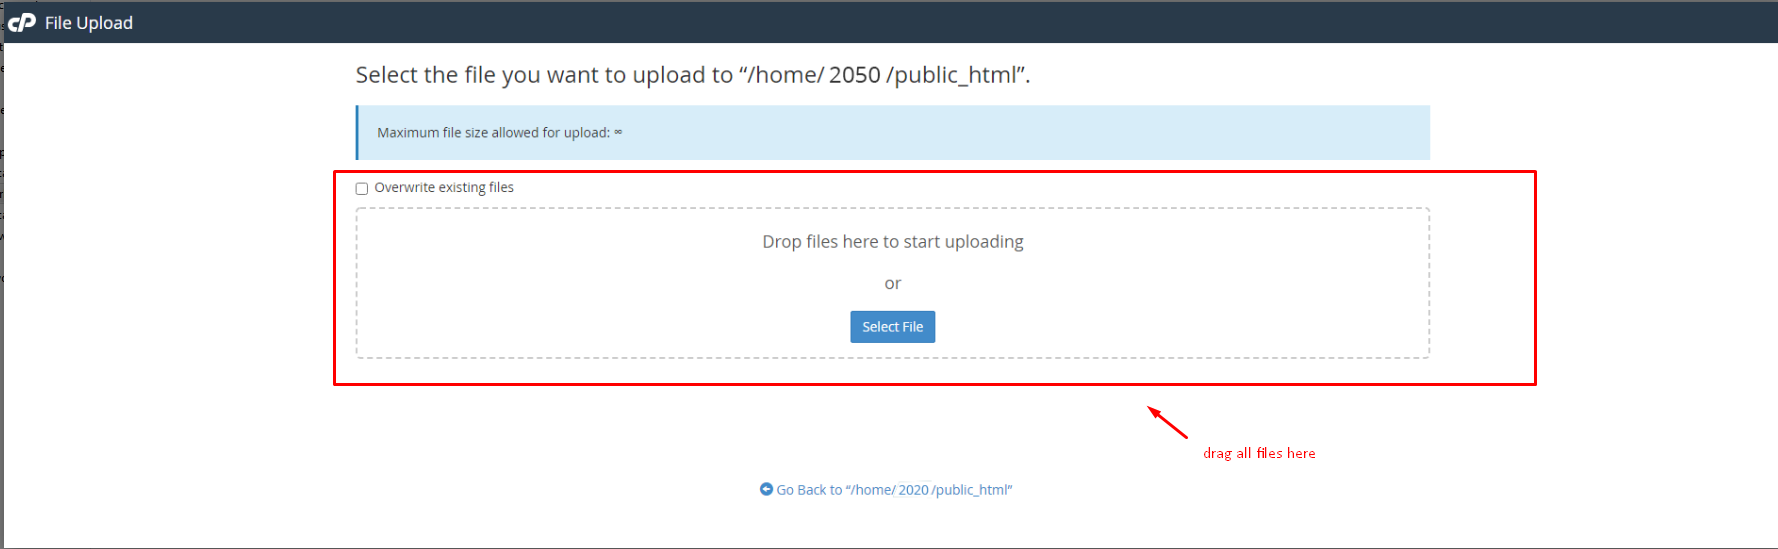 cP File Upload
Select the file you want to upload to “/home/ 2050 /public_html”.
Maximum file size allowed for upload: ∞
Overwrite existing files
Drop files here to start uploading
or
Select File
drag all files here
Go Back to “/home/ 2020 /public_html”